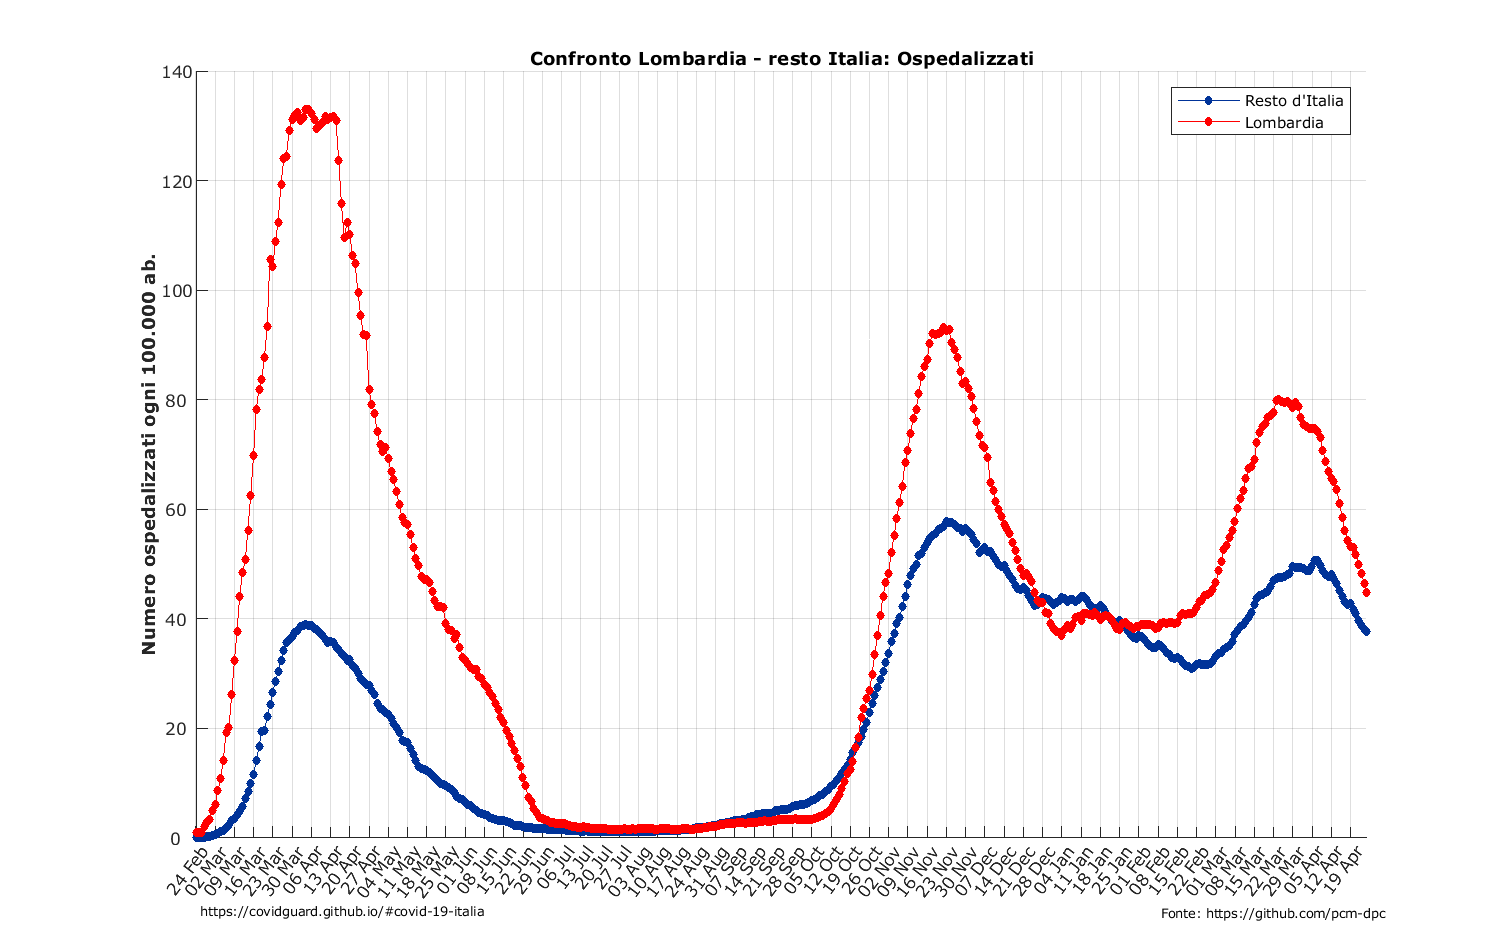 Confronto Lombardia - resto Italia: Ospedalizzati
Resto d'Italia
Lombardia
Numero ospedalizzati ogni 100.000 ab.
140
120
100
80
60
40
20
0
24 Feb
02 Mar
09 Mar
16 Mar
23 Mar
30 Mar
06 Apr
13 Apr
20 Apr
27 Apr
04 May
11 May
18 May
25 May
01 Jun
08 Jun
15 Jun
22 Jun
29 Jun
06 Jul
13 Jul
20 Jul
27 Jul
03 Aug
10 Aug
17 Aug
24 Aug
31 Aug
07 Sep
14 Sep
21 Sep
28 Sep
05 Oct
12 Oct
19 Oct
26 Oct
02 Nov
09 Nov
16 Nov
23 Nov
30 Nov
07 Dec
14 Dec
21 Dec
28 Dec
04 Jan
11 Jan
18 Jan
25 Jan
01 Feb
08 Feb
15 Feb
22 Feb
01 Mar
08 Mar
15 Mar
22 Mar
29 Mar
05 Apr
12 Apr
19 Apr
https://covidguard.github.io/#covid-19-italia
Fonte: https://github.com/pcm-dpc